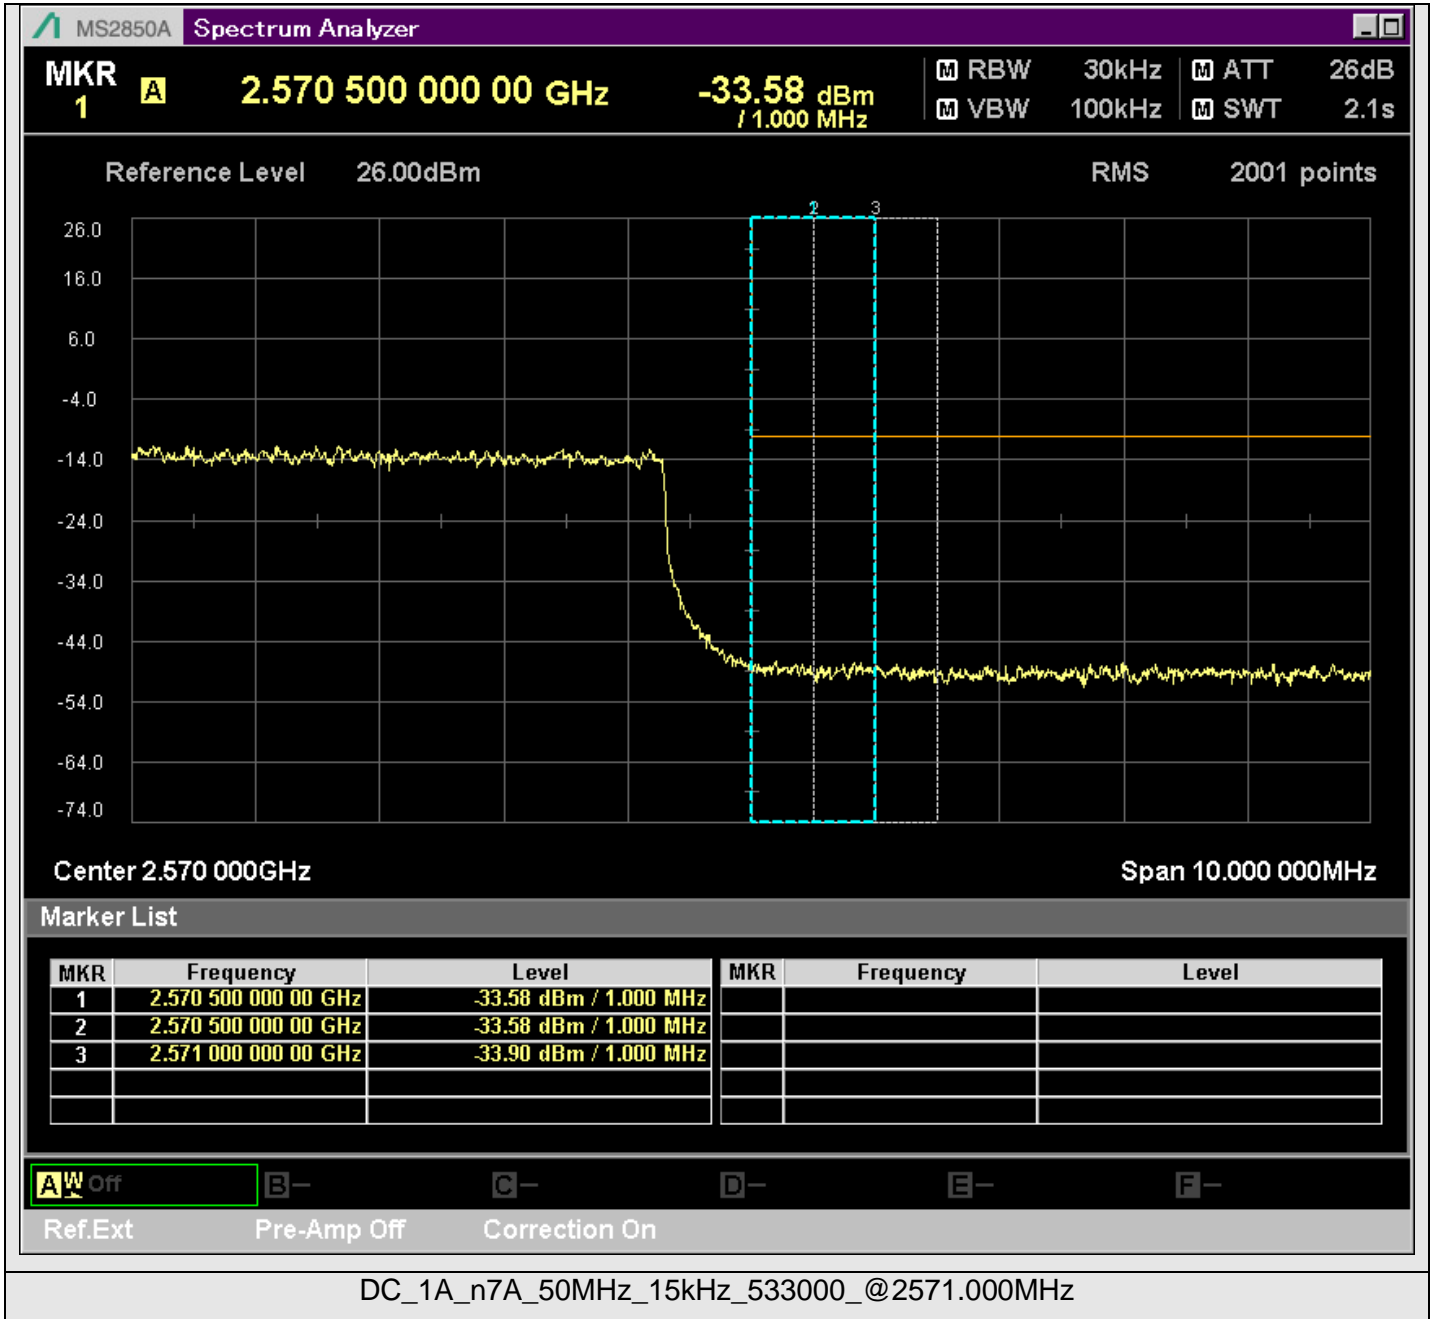 MS2850A Spectrum Analyzer
MKR 1 A 2.570 500 000 00 GHz -33.58 dBm / 1.000 MHz
M RBW 30kHz M ATT 26dB
M VBW 100kHz M SWT 2.1s
Reference Level 26.00dBm RMS 2001 points
2 3
26.0
16.0
6.0
-4.0
-14.0
-24.0
-34.0
-44.0
-54.0
-64.0
-74.0
Center 2.570 000GHz Span 10.000 000MHz
Marker List
MKR Frequency Level MKR Frequency Level
1 2.570 500 000 00 GHz -33.58 dBm / 1.000 MHz
2 2.570 500 000 00 GHz -33.58 dBm / 1.000 MHz
3 2.571 000 000 00 GHz -33.90 dBm / 1.000 MHz
A W Off B - C - D - E - F -
Ref.Ext Pre-Amp Off Correction On
DC_1A_n7A_50MHz_15kHz_533000_@2571.000MHz